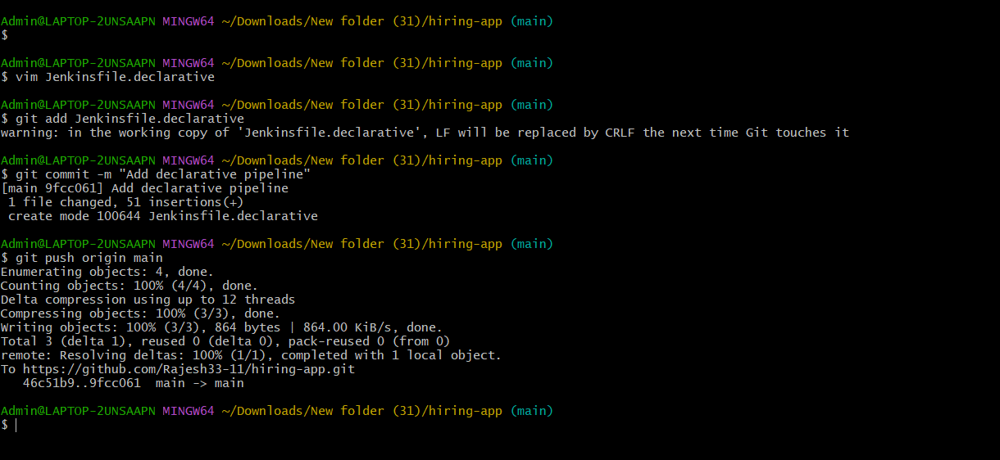 Admin@LAPTOP-2UNSAAPN MINGW64 ~/Downloads/New folder (31)/hiring-app (main)
$
Admin@LAPTOP-2UNSAAPN MINGW64 ~/Downloads/New folder (31)/hiring-app (main)
$ vim Jenkinsfile.declarative
Admin@LAPTOP-2UNSAAPN MINGW64 ~/Downloads/New folder (31)/hiring-app (main)
$ git add Jenkinsfile.declarative
warning: in the working copy of 'Jenkinsfile.declarative', LF will be replaced by CRLF the next time Git touches it
Admin@LAPTOP-2UNSAAPN MINGW64 ~/Downloads/New folder (31)/hiring-app (main)
$ git commit -m "Add declarative pipeline"
[main 9fcc061] Add declarative pipeline
 1 file changed, 51 insertions(+)
 create mode 100644 Jenkinsfile.declarative
Admin@LAPTOP-2UNSAAPN MINGW64 ~/Downloads/New folder (31)/hiring-app (main)
$ git push origin main
Enumerating objects: 4, done.
Counting objects: 100% (4/4), done.
Delta compression using up to 12 threads
Compressing objects: 100% (3/3), done.
Writing objects: 100% (3/3), 864 bytes | 864.00 KiB/s, done.
Total 3 (delta 1), reused 0 (delta 0), pack-reused 0 (from 0)
remote: Resolving deltas: 100% (1/1), completed with 1 local object.
To https://github.com/Rajesh33-11/hiring-app.git
   46c51b9..9fcc061  main -> main
Admin@LAPTOP-2UNSAAPN MINGW64 ~/Downloads/New folder (31)/hiring-app (main)
$